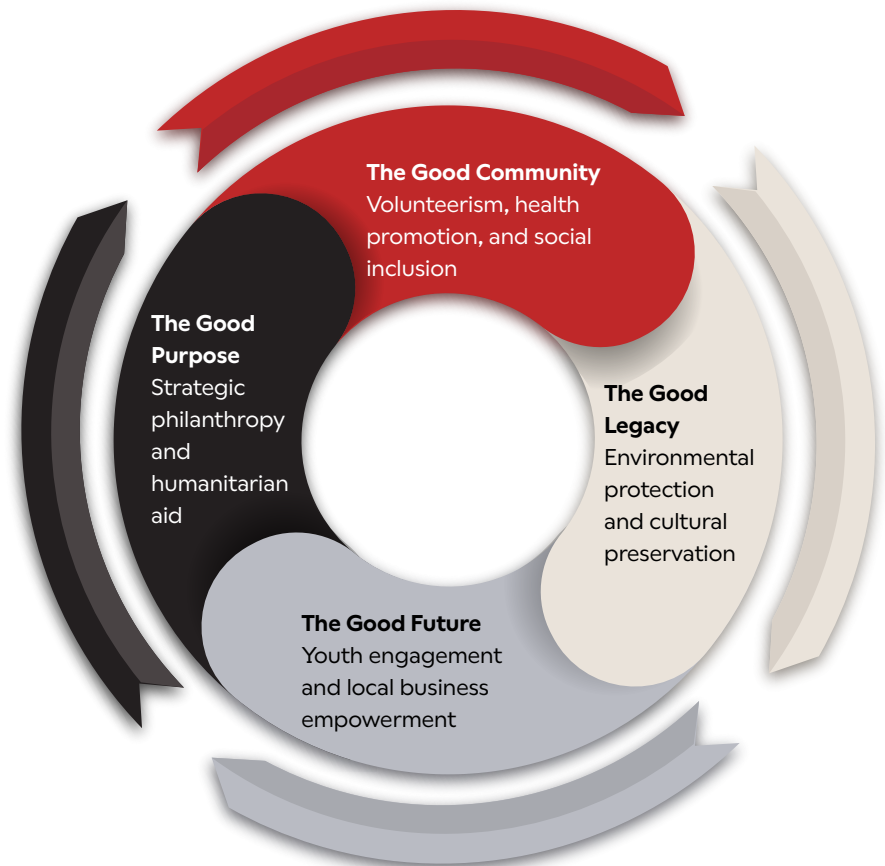 The Good Community
Volunteerism, health
promotion, and social
inclusion
The Good
Legacy
Environmental
protection
and cultural
preservation
The Good Future
Youth engagement
and local business
empowerment
The Good
Purpose
Strategic
philanthropy
and
humanitarian
aid